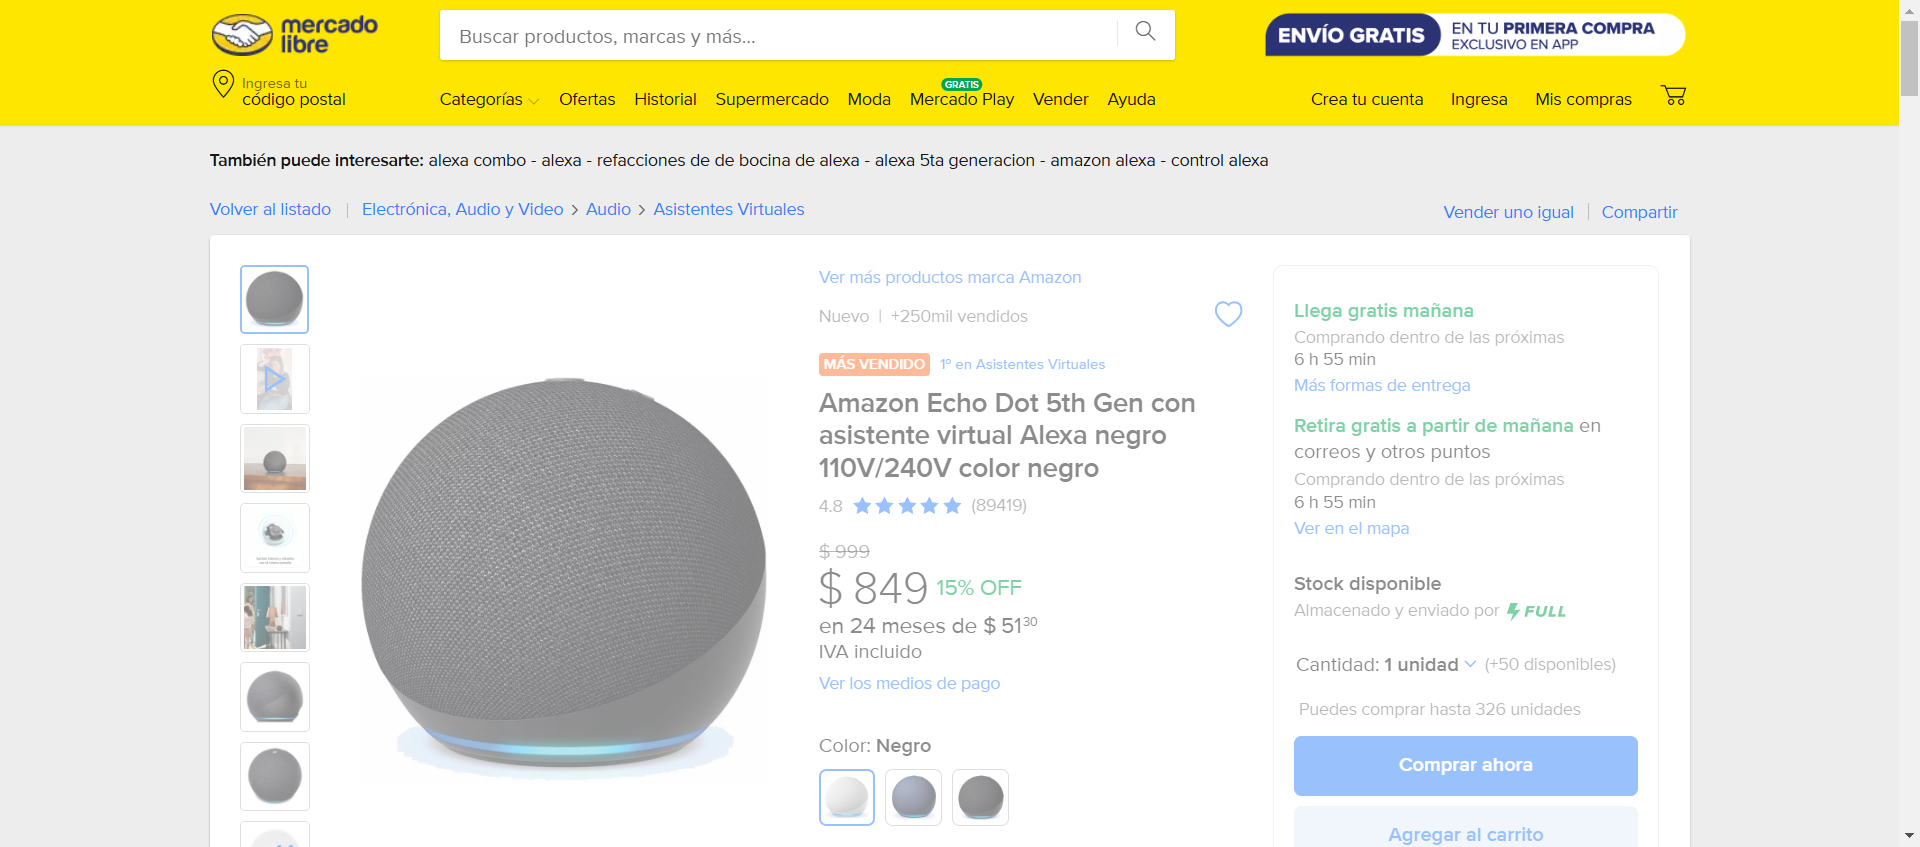 mercado
libre
Buscar productos, marcas y más...
ENVÍO GRATIS
EN TU PRIMERA COMPRA
EXCLUSIVO EN APP
Ingresa tu
código postal
GRATIS
Categorías
Ofertas
Historial
Supermercado
Moda
Mercado Play
Vender
Ayuda
Crea tu cuenta
Ingresa
Mis compras
También puede interesarte: alexa combo - alexa - refacciones de de bocina de alexa - alexa 5ta generacion - amazon alexa - control alexa
Volver al listado | Electrónica, Audio y Video > Audio > Asistentes Virtuales
Vender uno igual | Compartir
Ver más productos marca Amazon
Nuevo | +250mil vendidos
MÁS VENDIDO 1º en Asistentes Virtuales
Amazon Echo Dot 5th Gen con
asistente virtual Alexa negro
110V/240V color negro
4.8 (89419)
$ 999
$ 849 15% OFF
en 24 meses de $ 51 30
IVA incluido
Ver los medios de pago
Color: Negro
Llega gratis mañana
Comprando dentro de las próximas
6 h 55 min
Más formas de entrega
Retira gratis a partir de mañana en
correos y otros puntos
Comprando dentro de las próximas
6 h 55 min
Ver en el mapa
Stock disponible
Almacenado y enviado por FULL
Cantidad: 1 unidad (+50 disponibles)
Puedes comprar hasta 326 unidades
Comprar ahora
Agregar al carrito